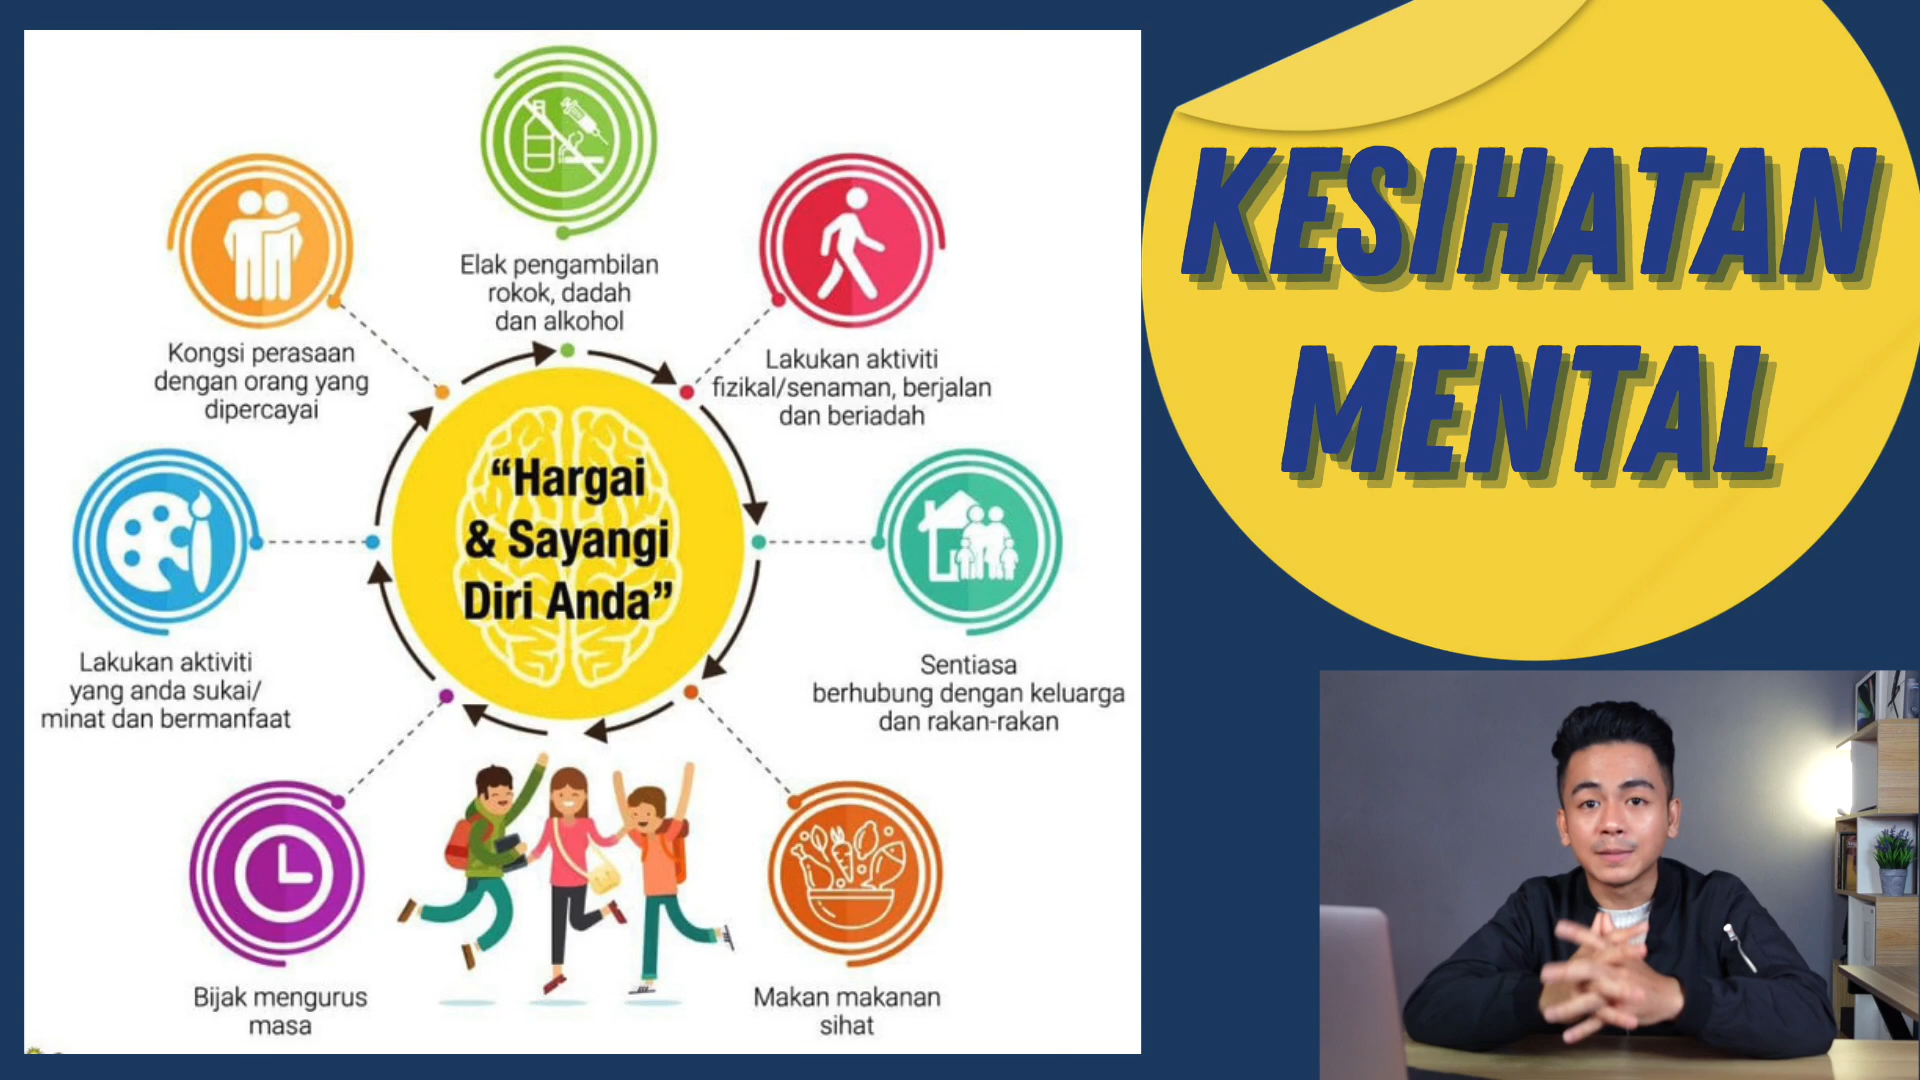 Elak pengambilan
rokok, dadah
dan alkohol
Lakukan aktiviti
fizikal/senaman, berjalan
dan beriadah
Sentiasa
berhubung dengan keluarga
dan rakan-rakan
Makan makanan
sihat
Bijak mengurus
masa
Lakukan aktiviti
yang anda sukai/
minat dan bermanfaat
Kongsi perasaan
dengan orang yang
dipercayai
“Hargai
& Sayangi
Diri Anda”
KESIHATAN
MENTAL